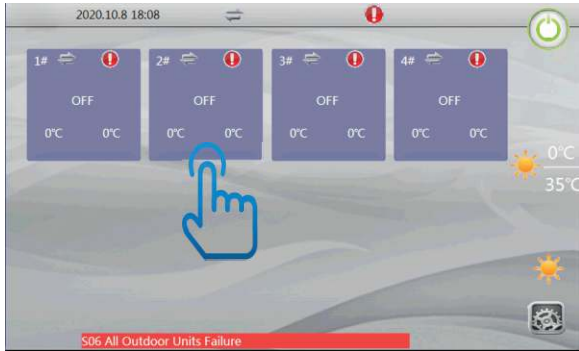 2020.10.8 18:08
1# 2# 3# 4#
OFF OFF OFF OFF
0℃ 0℃ 0℃ 0℃ 0℃ 0℃ 0℃ 0℃
0℃
35℃
S06 All Outdoor Units Failure